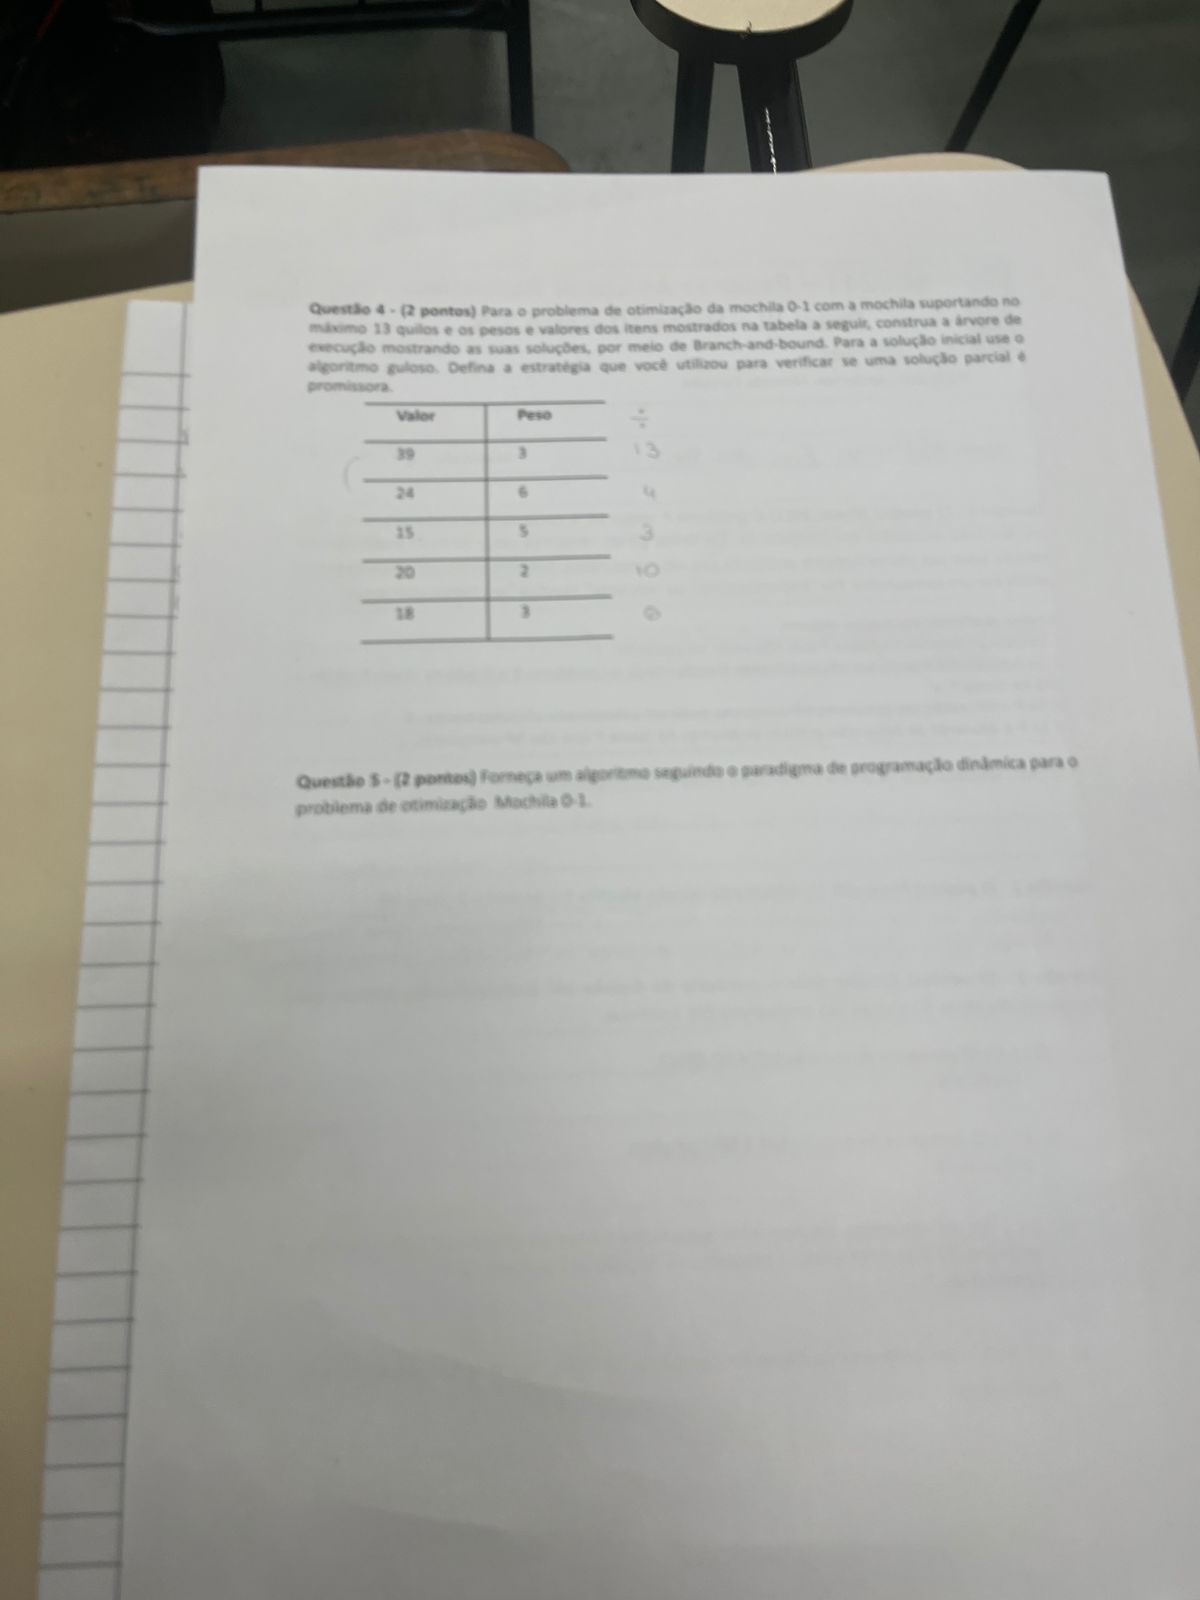 Questão 4 - (2 pontos) Para o problema de otimização da mochila 0-1 com a mochila suportando no
máximo 13 quilos e os pesos e valores dos itens mostrados na tabela a seguir, construa a árvore de
execução mostrando as suas soluções, por meio de Branch-and-bound. Para a solução inicial use o
algoritmo guloso. Defina a estratégia que você utilizou para verificar se uma solução parcial é
promissora.
Valor Peso
39 3 13
24 6 4
15 5 3
20 2 10
18 3
Questão 5 - (2 pontos) Forneça um algoritmo seguindo o paradigma de programação dinâmica para o
problema de otimização Mochila 0-1.